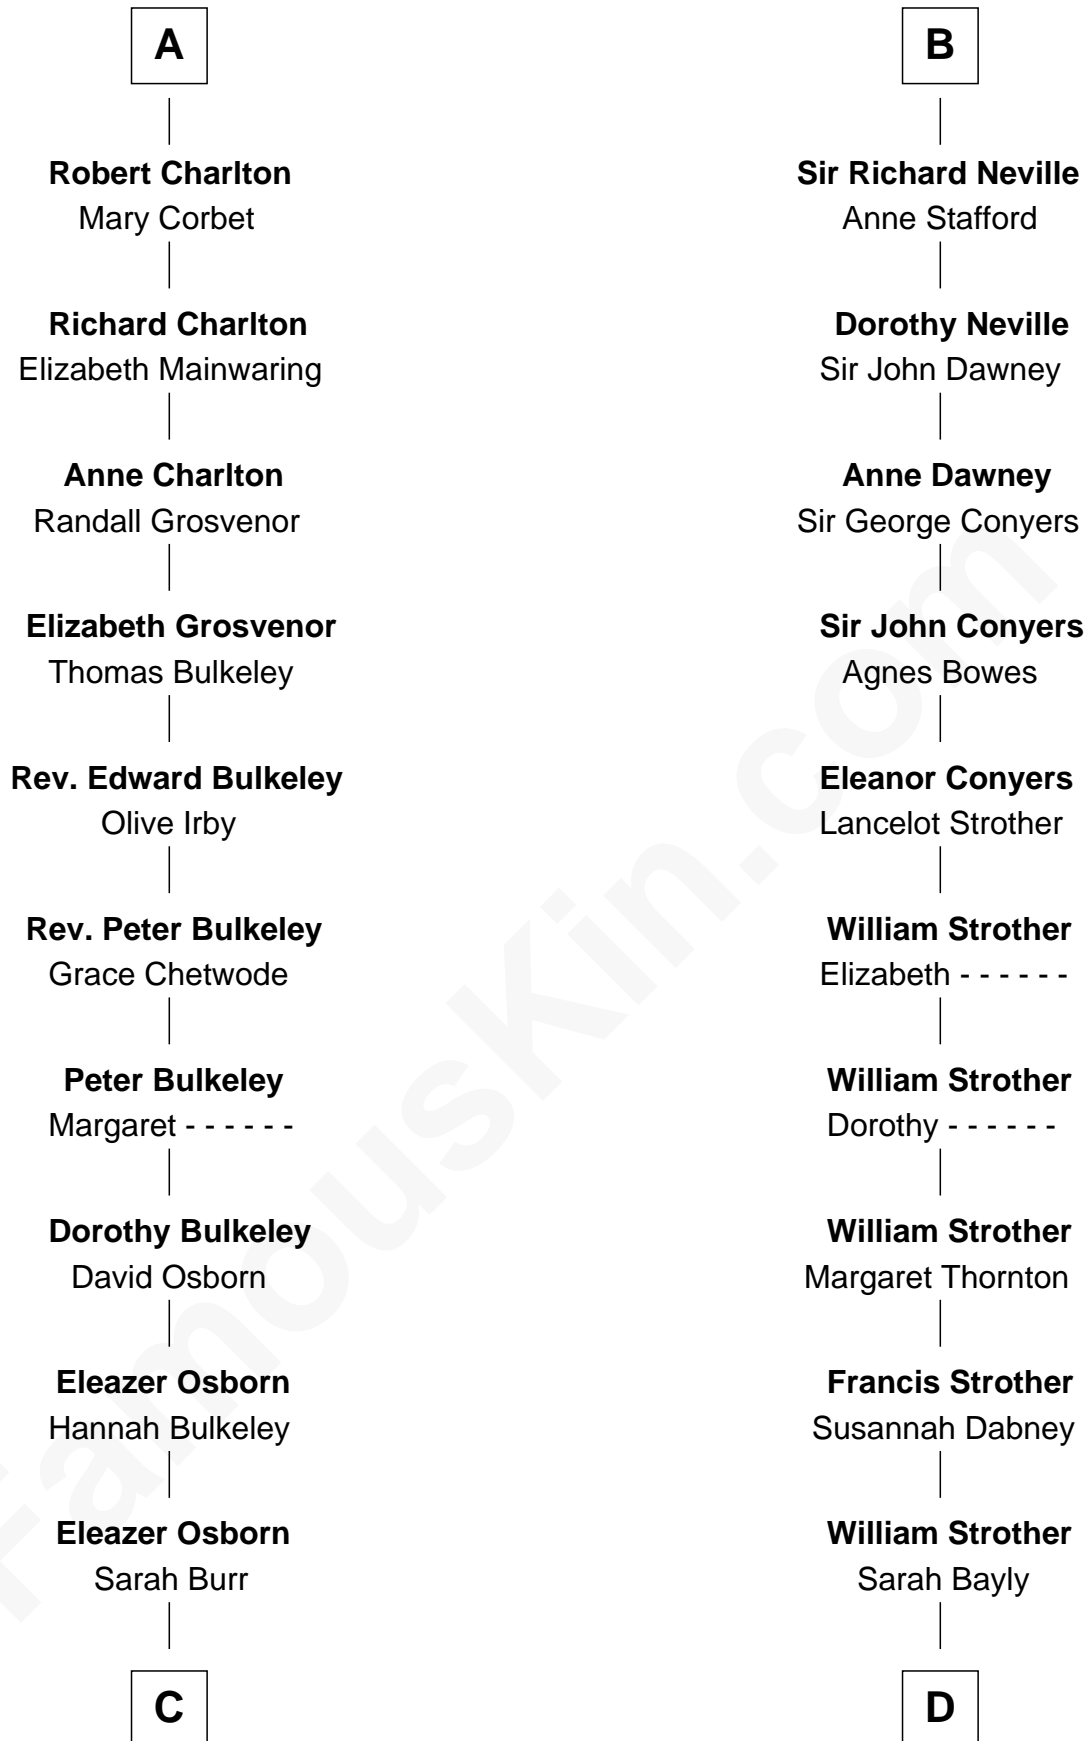 A
Robert Charlton
Mary Corbet
Richard Charlton
Elizabeth Mainwaring
Anne Charlton
Randall Grosvenor
Elizabeth Grosvenor
Thomas Bulkeley
Rev. Edward Bulkeley
Olive Irby
Rev. Peter Bulkeley
Grace Chetwode
Peter Bulkeley
Margaret - - - - - -
Dorothy Bulkeley
David Osborn
Eleazer Osborn
Hannah Bulkeley
Eleazer Osborn
Sarah Burr
C
B
Sir Richard Neville
Anne Stafford
Dorothy Neville
Sir John Dawney
Anne Dawney
Sir George Conyers
Sir John Conyers
Agnes Bowes
Eleanor Conyers
Lancelot Strother
William Strother
Elizabeth - - - - - -
William Strother
Dorothy - - - - - -
William Strother
Margaret Thornton
Francis Strother
Susannah Dabney
William Strother
Sarah Bayly
D
FamousKin.com